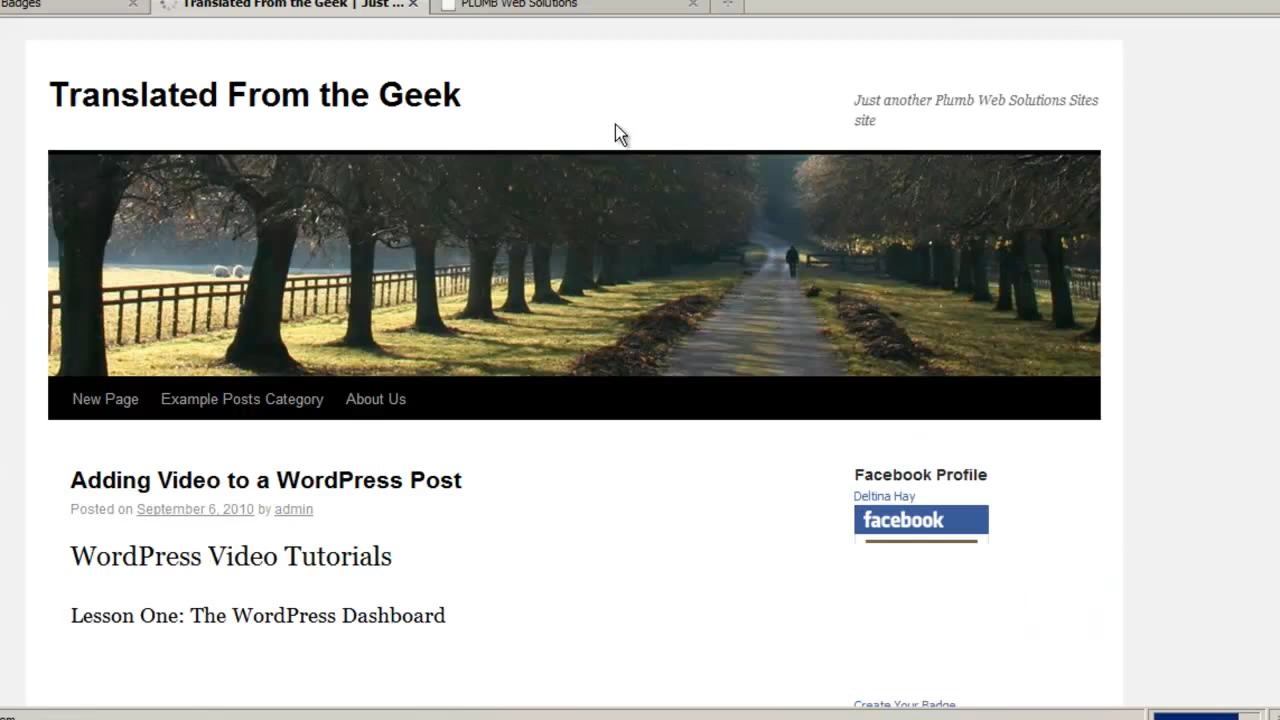 Badges
Translated From the Geek | Just ...
PLUMB Web Solutions
Translated From the Geek
Just another Plumb Web Solutions Sites
site
New Page
Example Posts Category
About Us
Adding Video to a WordPress Post
Posted on September 6, 2010 by admin
WordPress Video Tutorials
Lesson One: The WordPress Dashboard
Facebook Profile
Deltina Hay
facebook
Create Your Badge